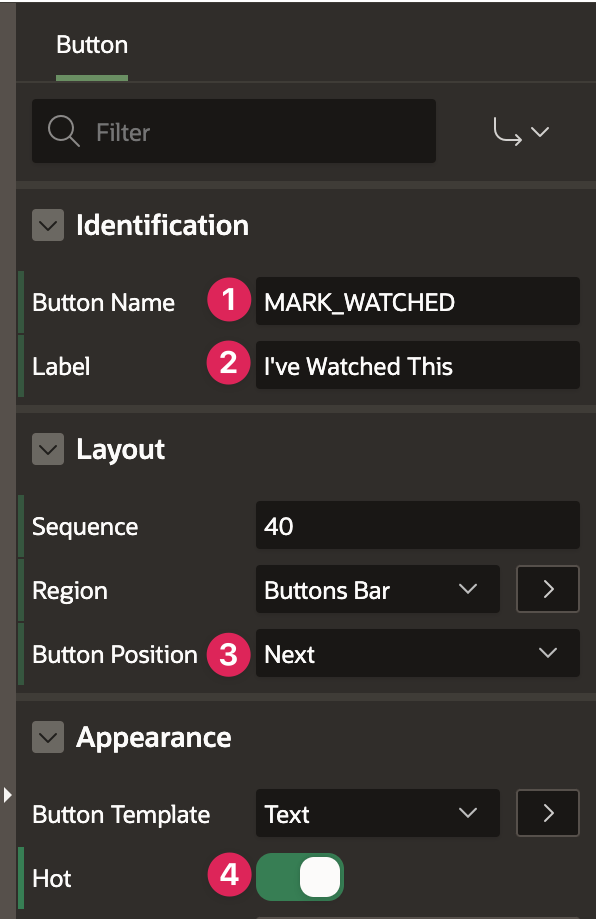 Button
Filter
Identification
Button Name 1 MARK_WATCHED
Label 2 I've Watched This
Layout
Sequence 40
Region Buttons Bar
Button Position 3 Next
Appearance
Button Template Text
Hot 4